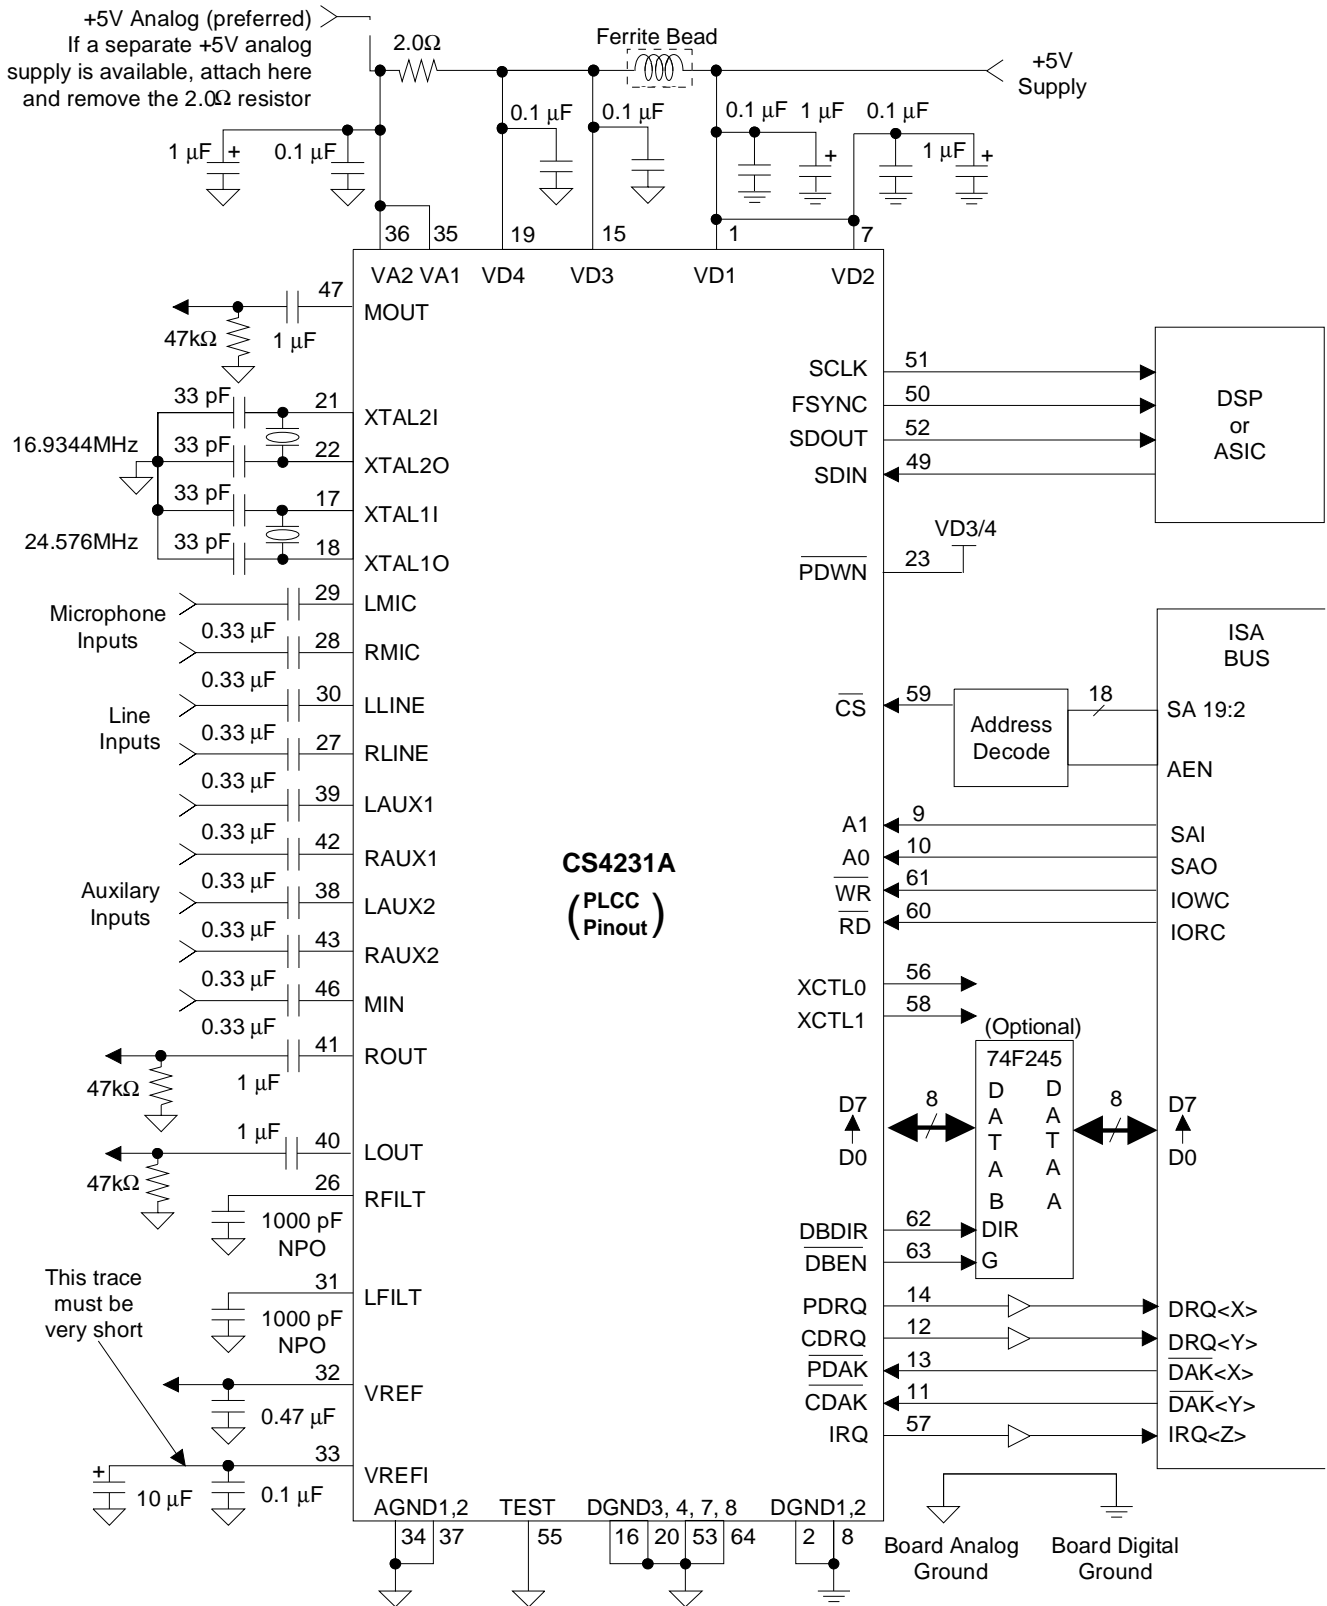 +5V Analog (preferred)
If a separate +5V analog
supply is available, attach here
and remove the 2.0Ω resistor
2.0Ω
Ferrite Bead
+5V
Supply
1 µF +
0.1 µF
0.1 µF
0.1 µF
0.1 µF
1 µF
+
0.1 µF
1 µF
+
36
35
19
15
1
7
VA2
VA1
VD4
VD3
VD1
VD2
47
MOUT
47kΩ
1 µF
33 pF
21
XTAL2I
16.9344MHz
33 pF
22
XTAL2O
33 pF
17
XTAL1I
24.576MHz
33 pF
18
XTAL1O
Microphone
Inputs
29
LMIC
0.33 µF
28
RMIC
0.33 µF
Line
Inputs
30
LLINE
0.33 µF
27
RLINE
0.33 µF
39
LAUX1
0.33 µF
42
RAUX1
0.33 µF
Auxilary
Inputs
38
LAUX2
0.33 µF
43
RAUX2
0.33 µF
46
MIN
0.33 µF
41
ROUT
47kΩ
1 µF
1 µF
40
LOUT
47kΩ
26
RFILT
1000 pF
NPO
31
LFILT
1000 pF
NPO
This trace
must be
very short
32
VREF
0.47 µF
33
VREFI
+
10 µF
0.1 µF
CS4231A
(PLCC
Pinout)
SCLK
51
FSYNC
50
SDOUT
52
SDIN
49
DSP
or
ASIC
VD3/4
PDWN
23
ISA
BUS
CS
59
Address
Decode
18
SA 19:2
AEN
A1
9
SAI
A0
10
SAO
WR
61
IOWC
RD
60
IORC
XCTL0
56
XCTL1
58
(Optional)
74F245
DATA B
DATA A
D7
D0
8
8
D7
D0
DBDIR
62
DIR
DBEN
63
G
PDRQ
14
DRQ<X>
CDRQ
12
DRQ<Y>
PDAK
13
DAK<X>
CDAK
11
DAK<Y>
IRQ
57
IRQ<Z>
AGND1,2
TEST
DGND3, 4, 7, 8
DGND1,2
34
37
55
16
20
53
64
2
8
Board Analog
Ground
Board Digital
Ground